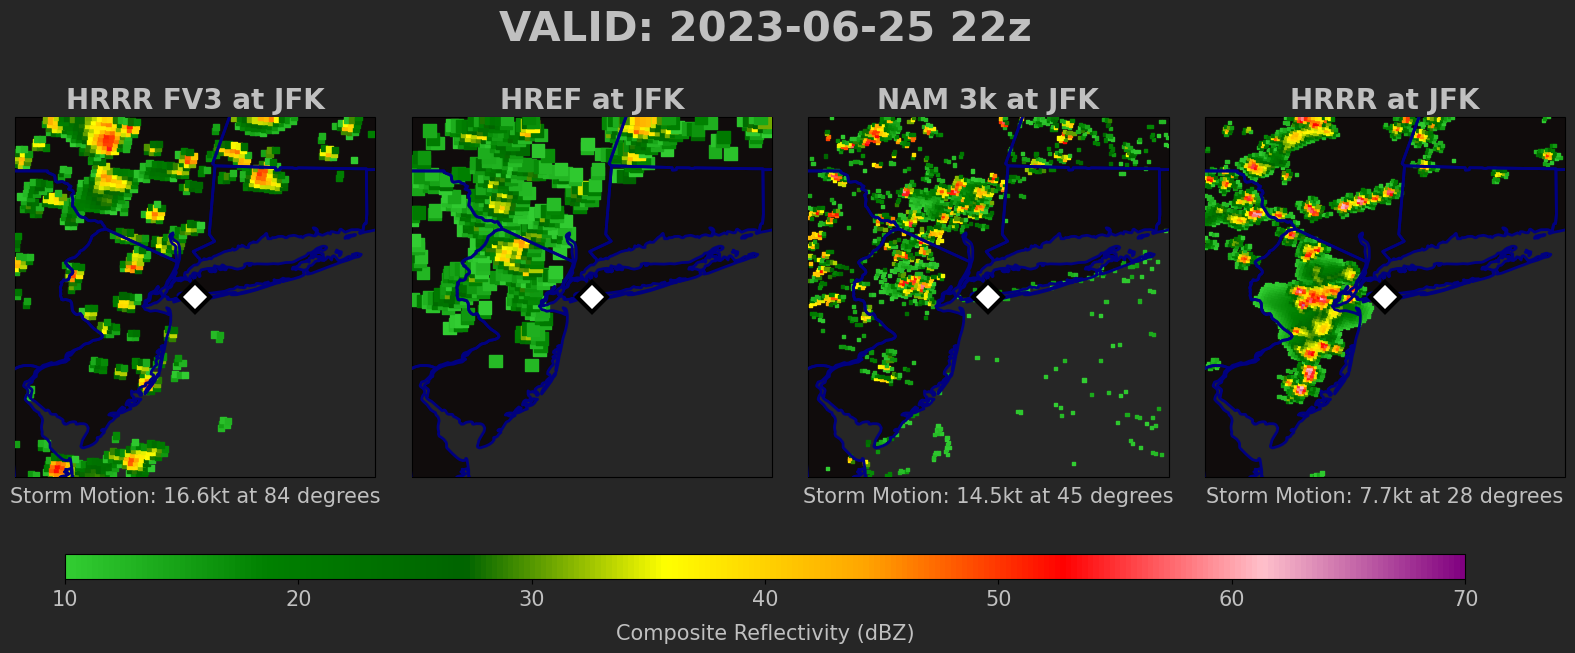 VALID: 2023-06-25 22z
HRRR FV3 at JFK
HREF at JFK
NAM 3k at JFK
HRRR at JFK
Storm Motion: 16.6kt at 84 degrees
Storm Motion: 14.5kt at 45 degrees
Storm Motion: 7.7kt at 28 degrees
10 20 30 40 50 60 70
Composite Reflectivity (dBZ)